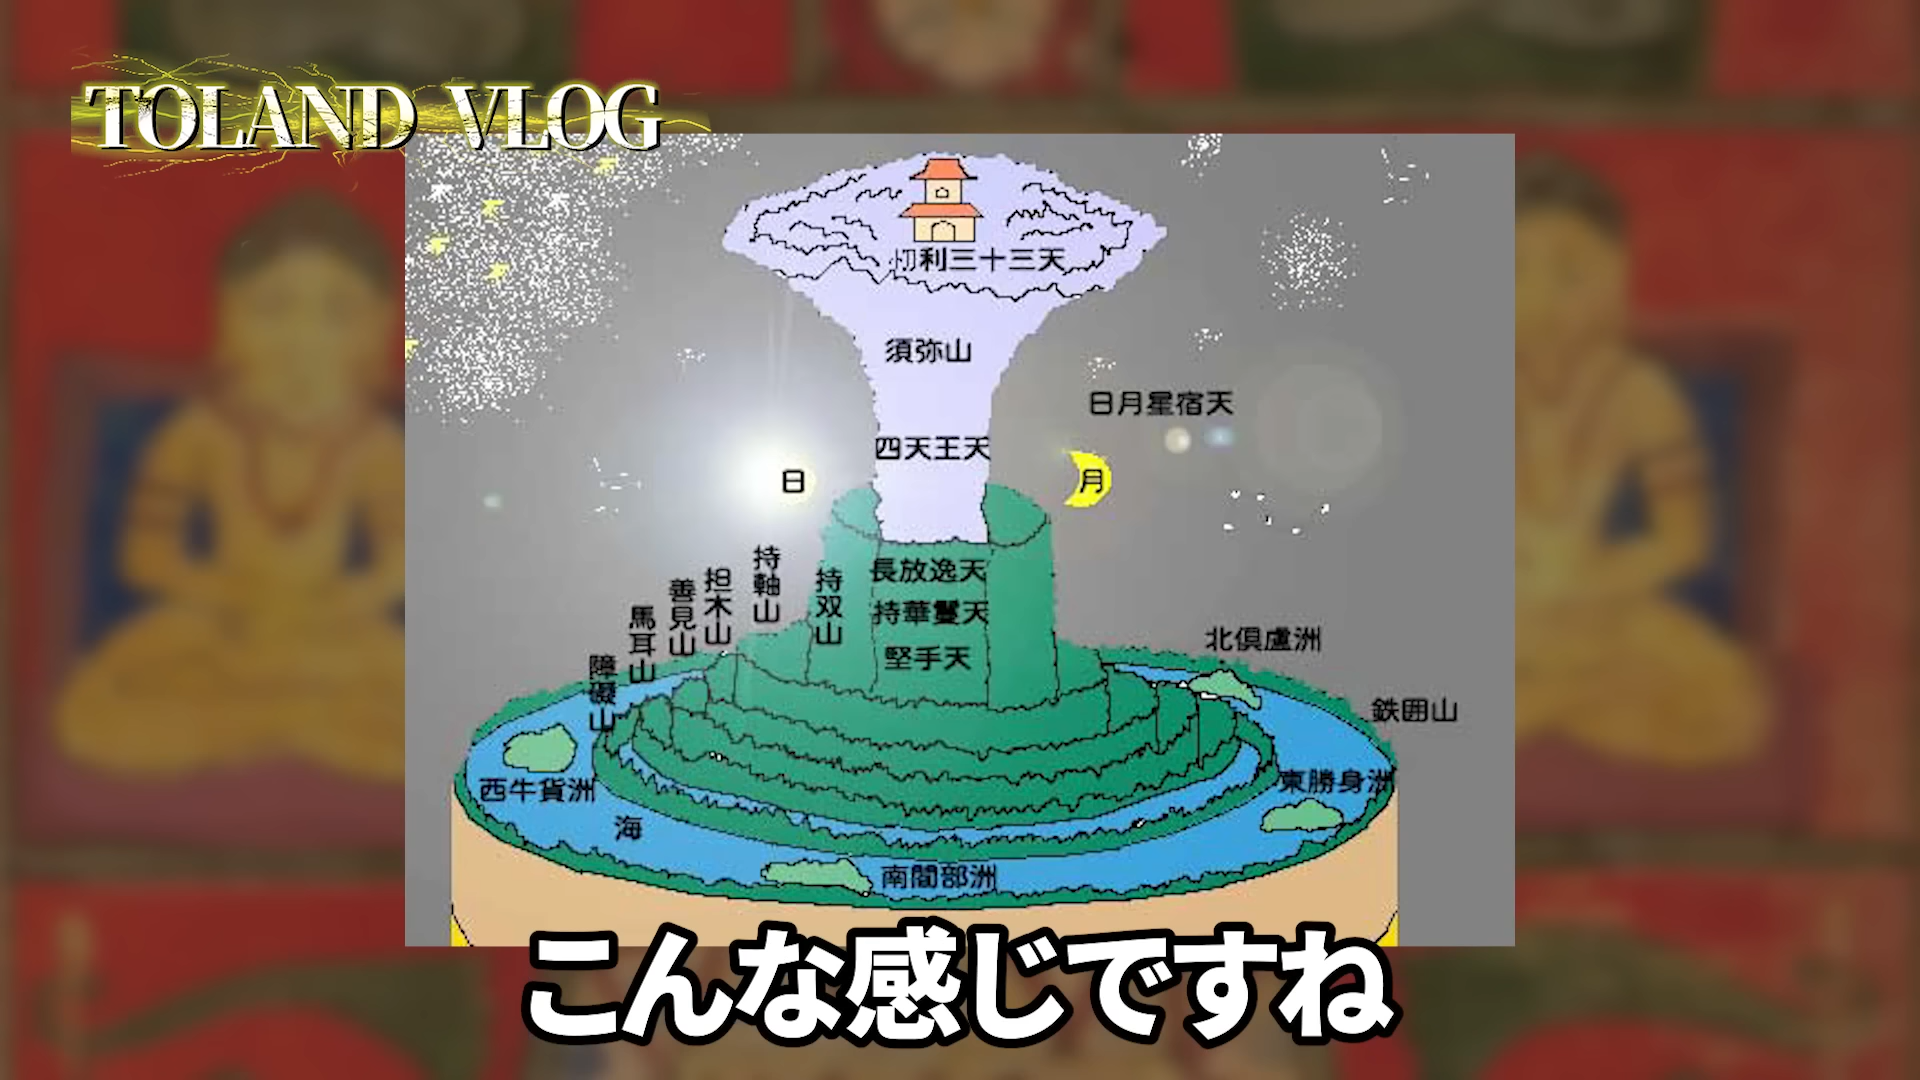 TOLAND VLOG
忉利三十三天
須弥山
日月星宿天
四天王天
日
月
持軸山
持双山
担木山
善見山
馬耳山
障礙山
長放逸天
持華鬘天
堅手天
北倶盧洲
鉄囲山
西牛貨洲
東勝身洲
海
南閻部洲
こんな感じですね